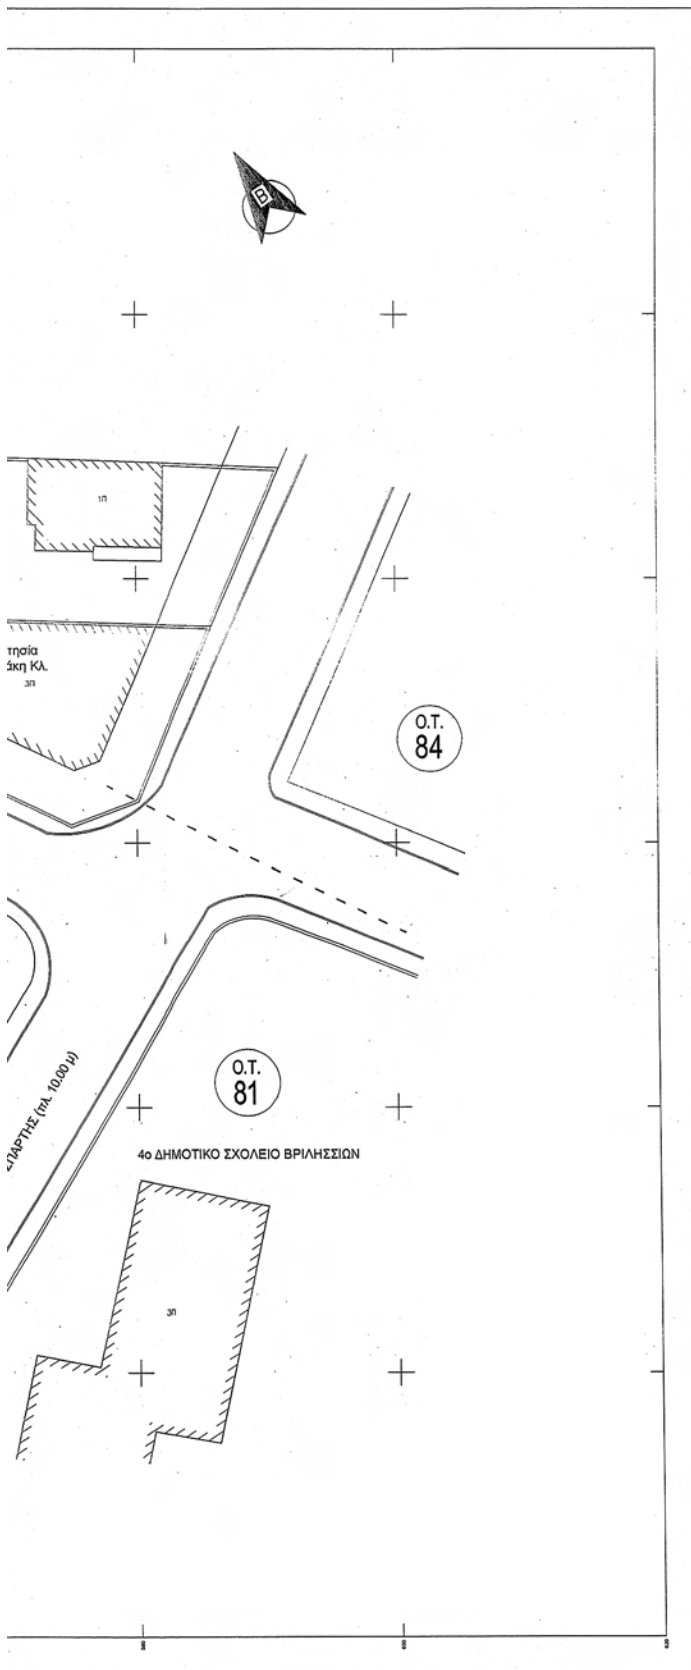 B
1Π
τησία
άκη Κλ.
3Π
Ο.Τ.
84
Ο.Τ.
81
ΣΠΑΡΤΗΣ (πλ. 10.00 μ)
4ο ΔΗΜΟΤΙΚΟ ΣΧΟΛΕΙΟ ΒΡΙΛΗΣΣΙΩΝ
3Π